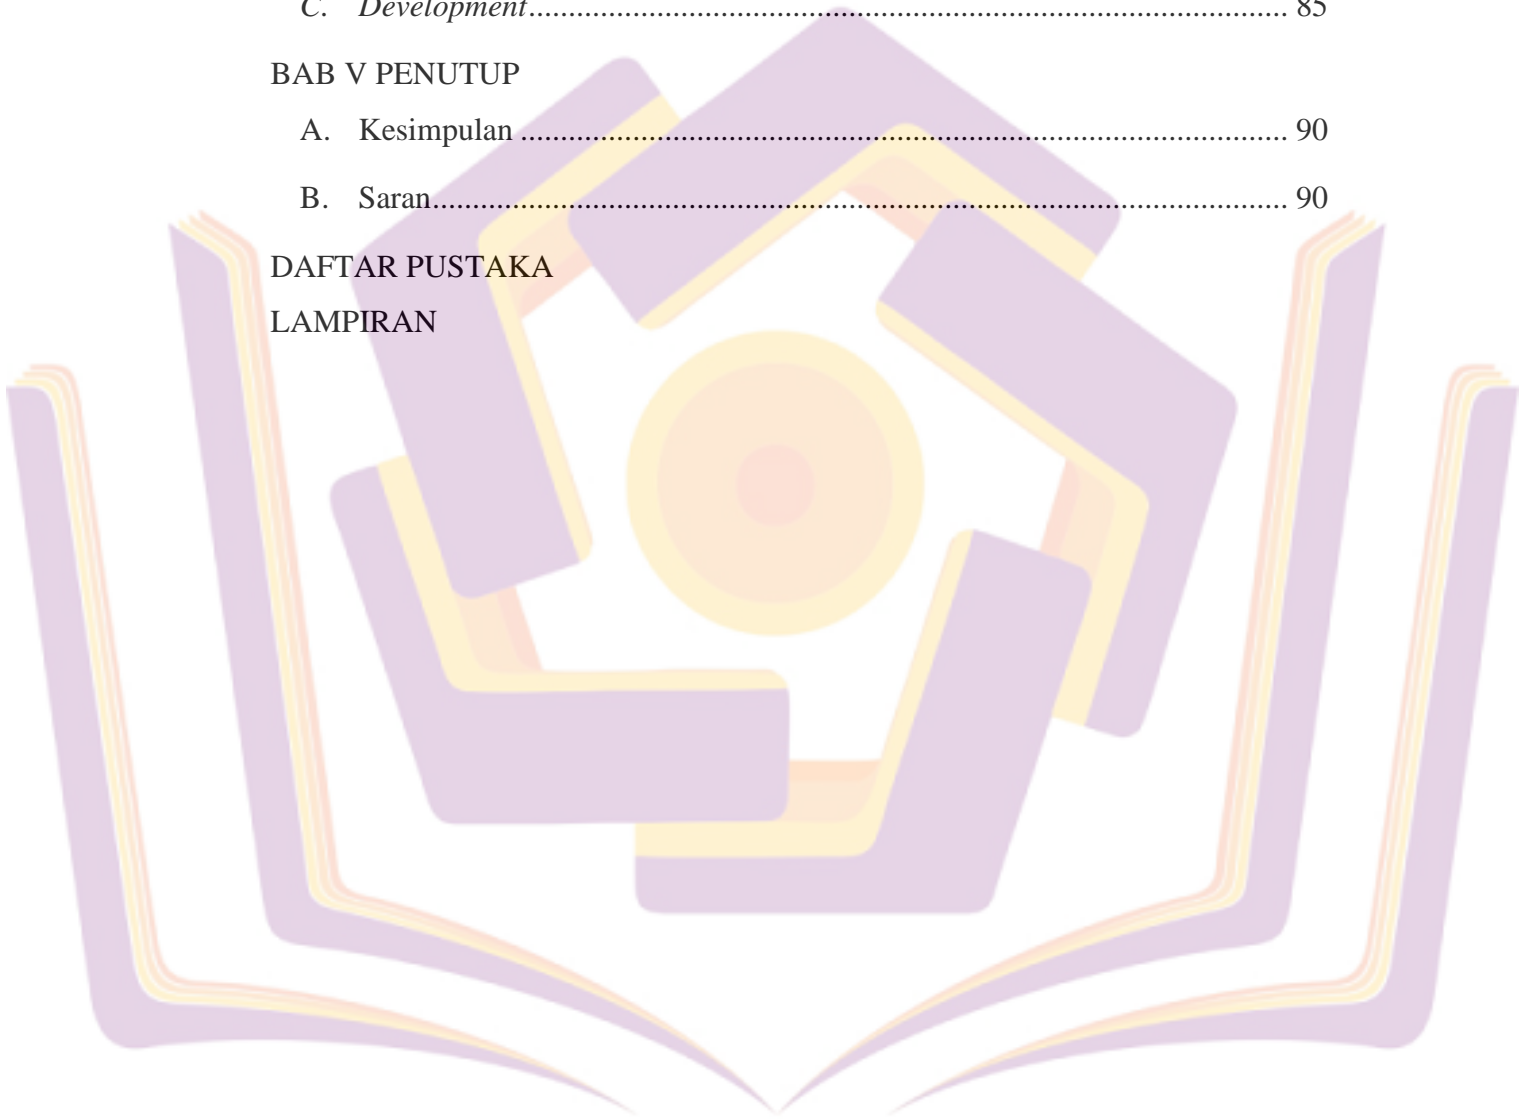 C. Development.................................................................................................. 85
BAB V PENUTUP
A. Kesimpulan .................................................................................................. 90
B. Saran.............................................................................................................. 90
DAFTAR PUSTAKA
LAMPIRAN